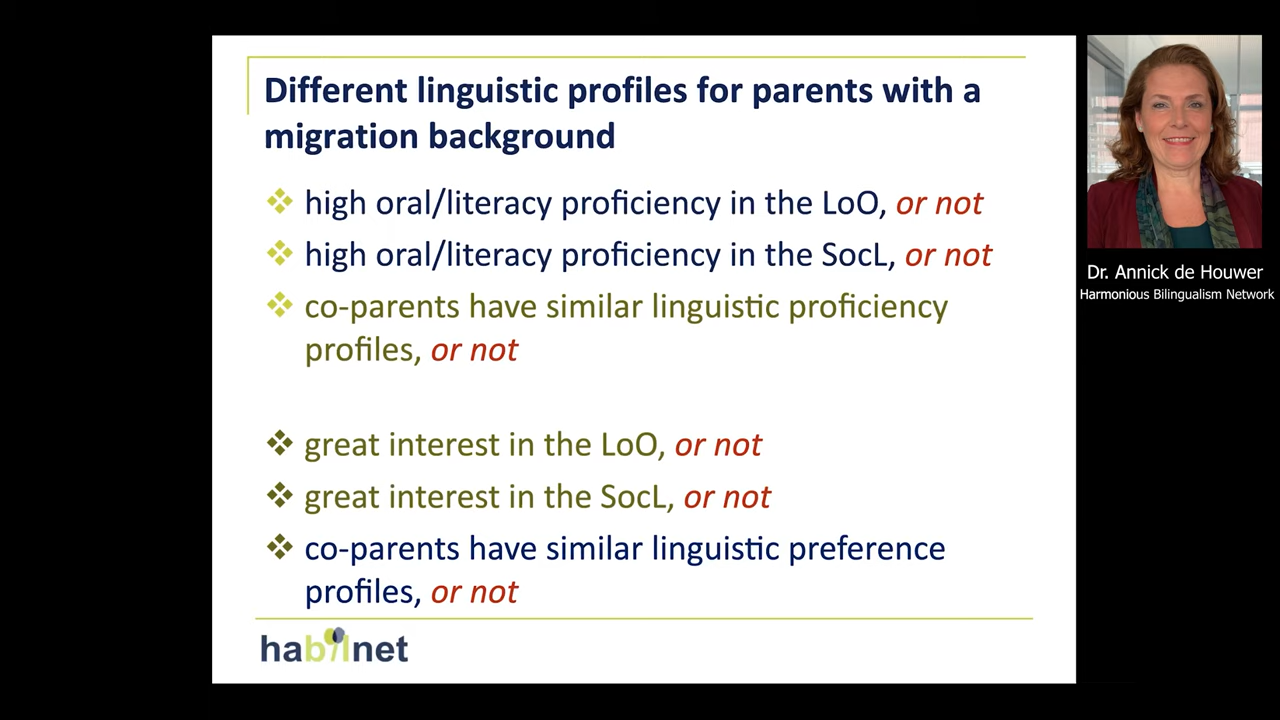 Different linguistic profiles for parents with a
migration background
high oral/literacy proficiency in the LoO, or not
high oral/literacy proficiency in the SocL, or not
co-parents have similar linguistic proficiency
profiles, or not
great interest in the LoO, or not
great interest in the SocL, or not
co-parents have similar linguistic preference
profiles, or not
habilnet
Dr. Annick de Houwer
Harmonious Bilingualism Network